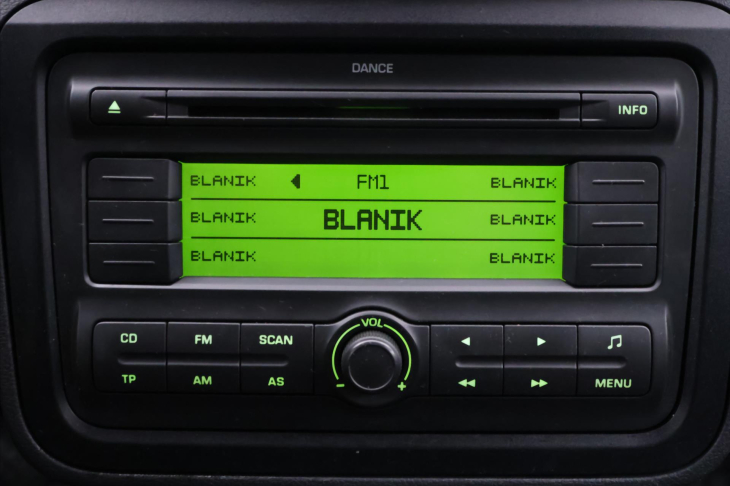 DANCE
INFO
BLANIK FM1 BLANIK
BLANIK BLANIK BLANIK
BLANIK BLANIK
CD FM SCAN VOL
TP AM AS - + MENU